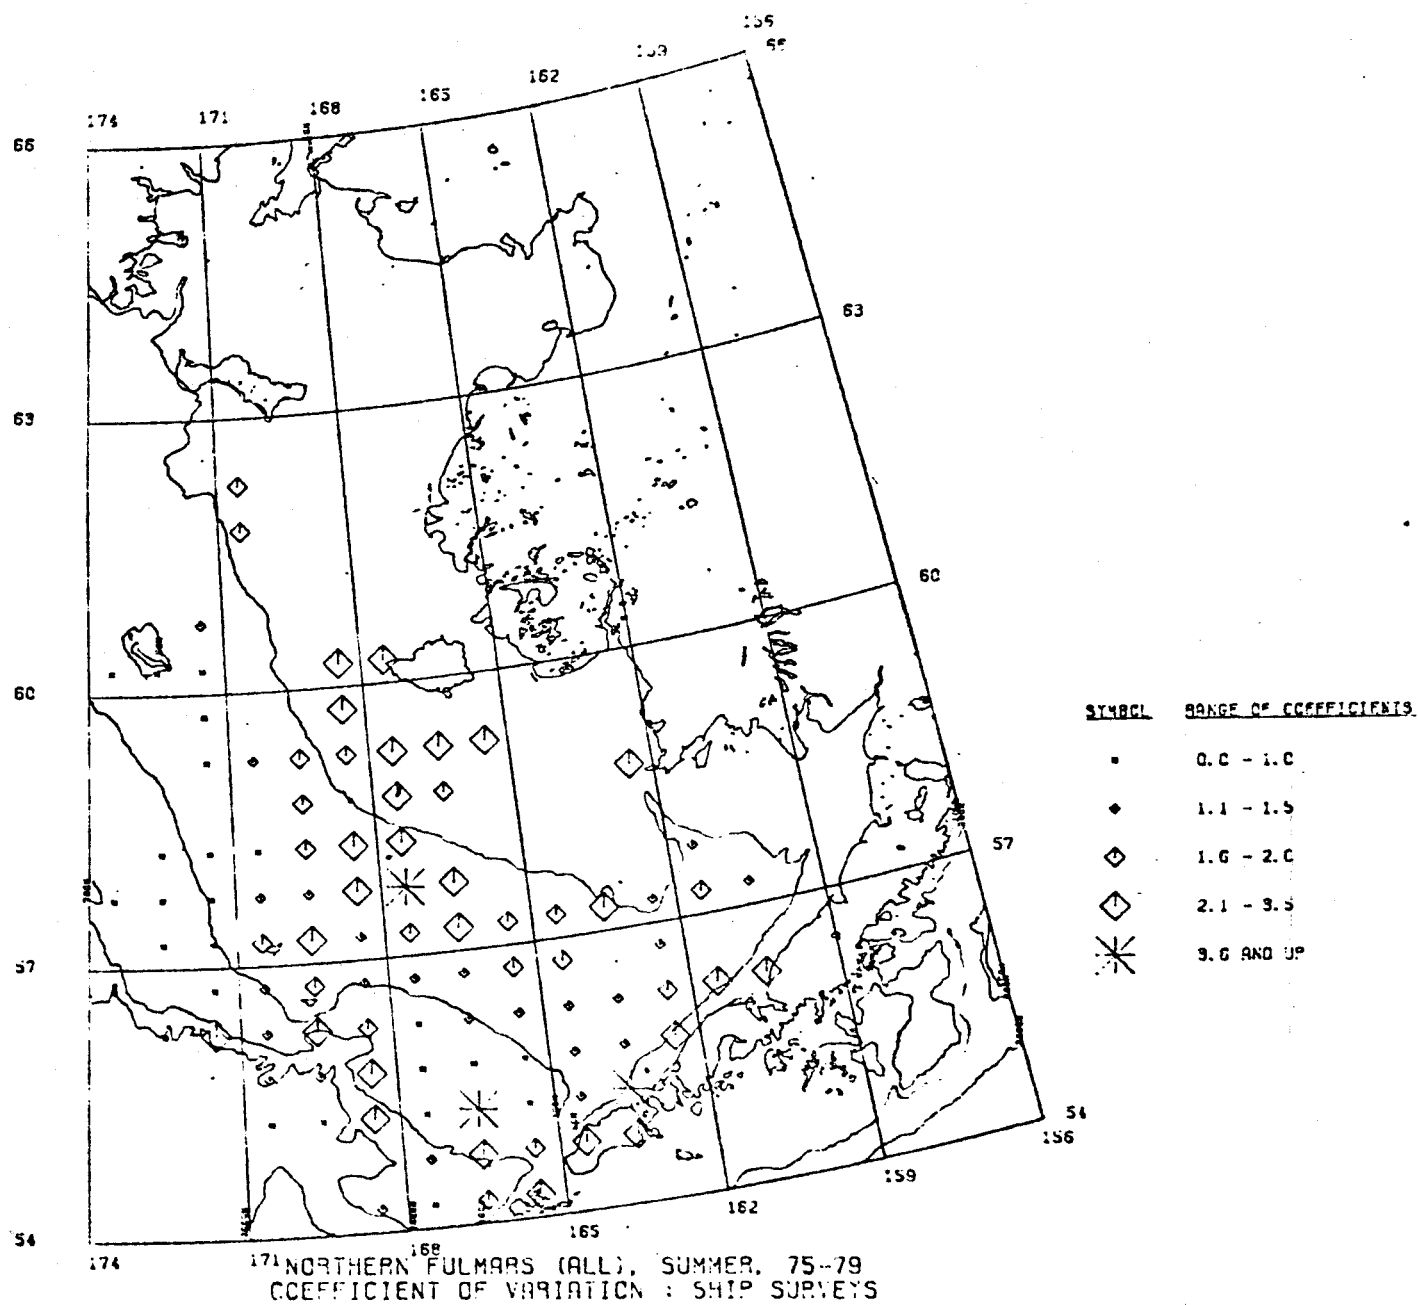 156
159 66
162
165
168
171
174
66
63
63
60
60
SYMBOL RANGE OF COEFFICIENTS
0.0 - 1.0
1.1 - 1.5
1.6 - 2.0
2.1 - 3.5
3.6 AND UP
57
57
54
156
159
162
165
168
171
174
54
NORTHERN FULMARS (ALL), SUMMER, 75-79
COEFFICIENT OF VARIATION : SHIP SURVEYS